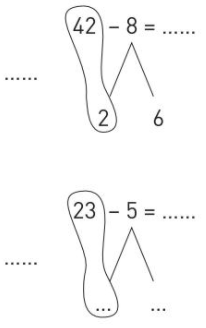 42 – 8 = ......
......
2 6
23 – 5 = ......
......
... ...